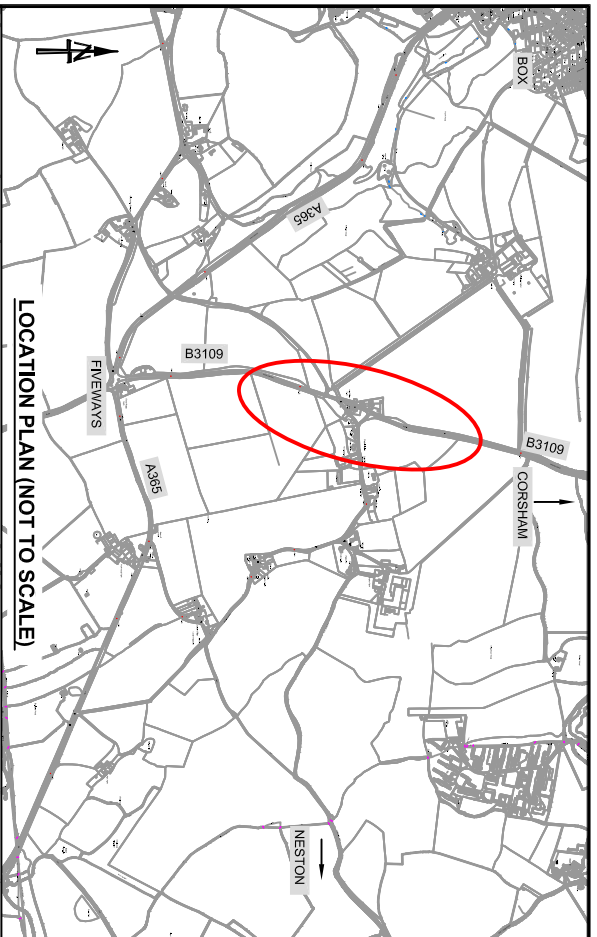 BOX
A365
B3109
B3109
CORSHAM
FIVEWAYS
A365
NESTON
N
LOCATION PLAN (NOT TO SCALE)